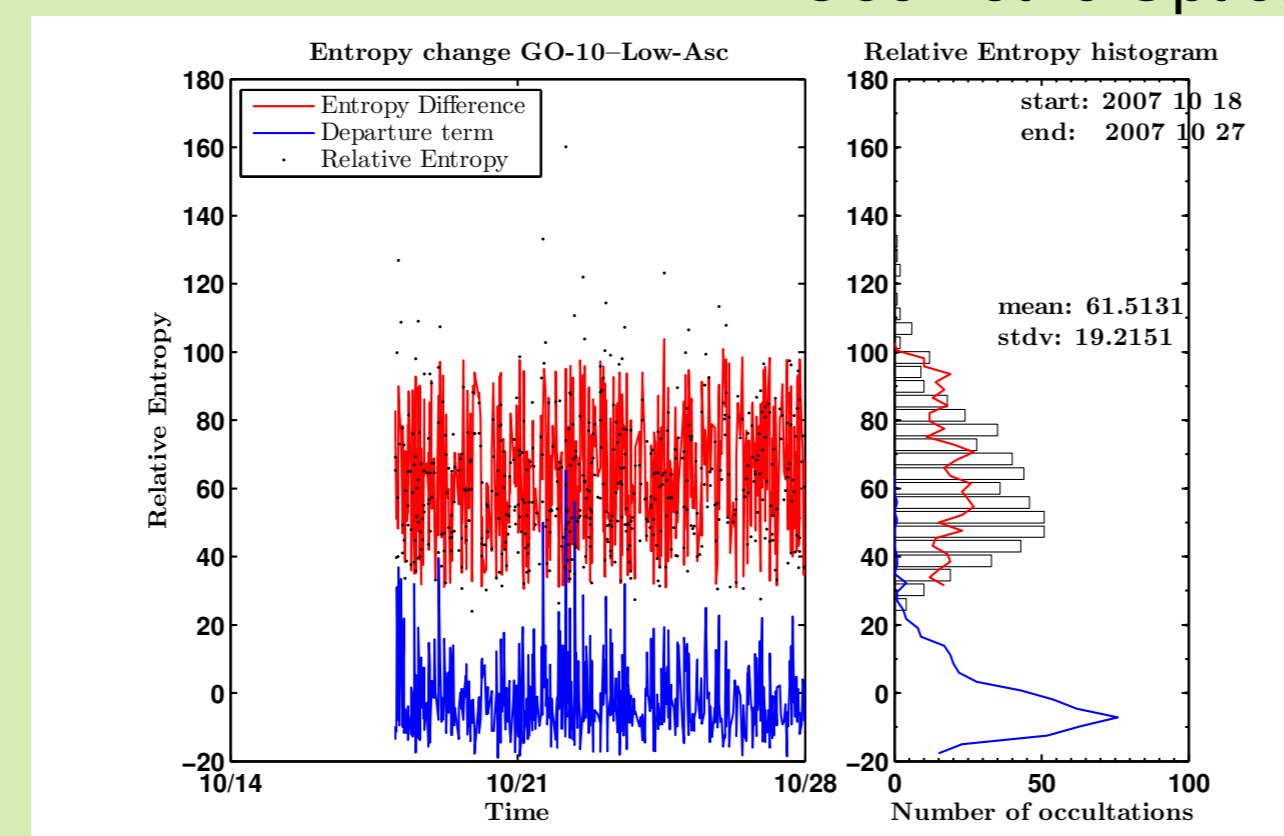 Entropy change GO-10–Low-Asc
180
160
140
120
100
80
60
40
20
0
−20
Relative Entropy
Entropy Difference
Departure term
Relative Entropy
10/14
10/21
10/28
Time
Relative Entropy histogram
180
160
140
120
100
80
60
40
20
0
−20
start: 2007 10 18
end: 2007 10 27
mean: 61.5131
stdv: 19.2151
0
50
100
Number of occultations